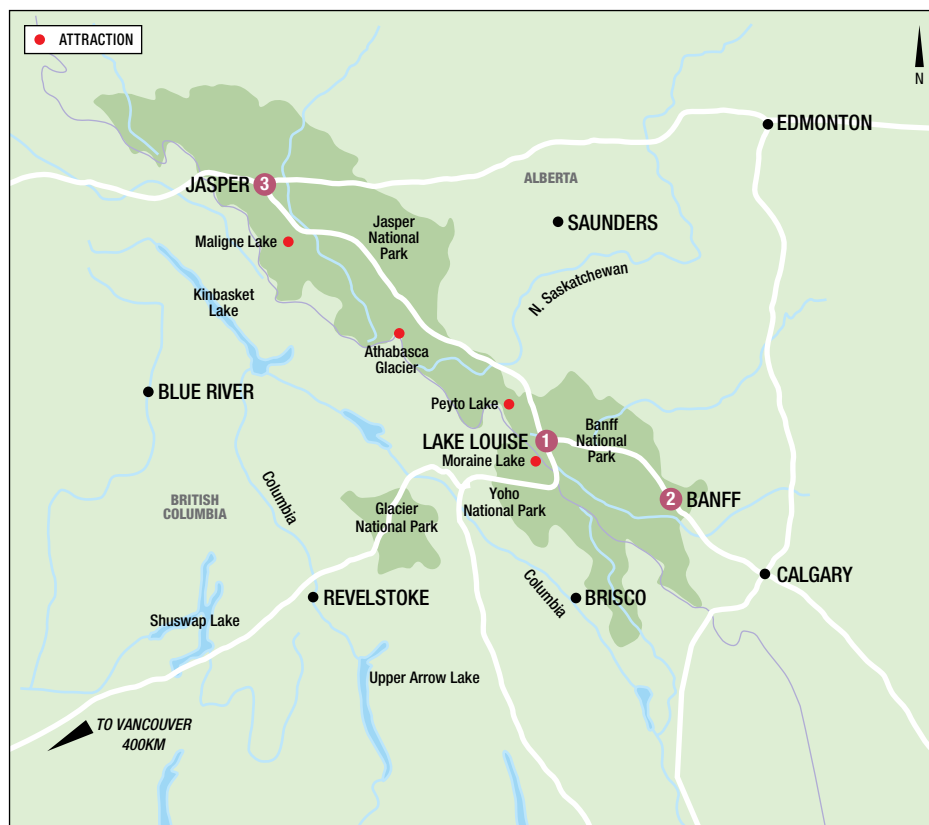 ATTRACTION
N
EDMONTON
ALBERTA
JASPER 3
SAUNDERS
Jasper
National
Park
Maligne Lake
N. Saskatchewan
Kinbasket
Lake
Athabasca
Glacier
BLUE RIVER
Peyto Lake
LAKE LOUISE 1
Banff
National
Park
Moraine Lake
Columbia
Yoho
National Park
2 BANFF
BRITISH
COLUMBIA
Glacier
National Park
CALGARY
Columbia
BRISCO
REVELSTOKE
Shuswap Lake
Upper Arrow Lake
TO VANCOUVER
400KM